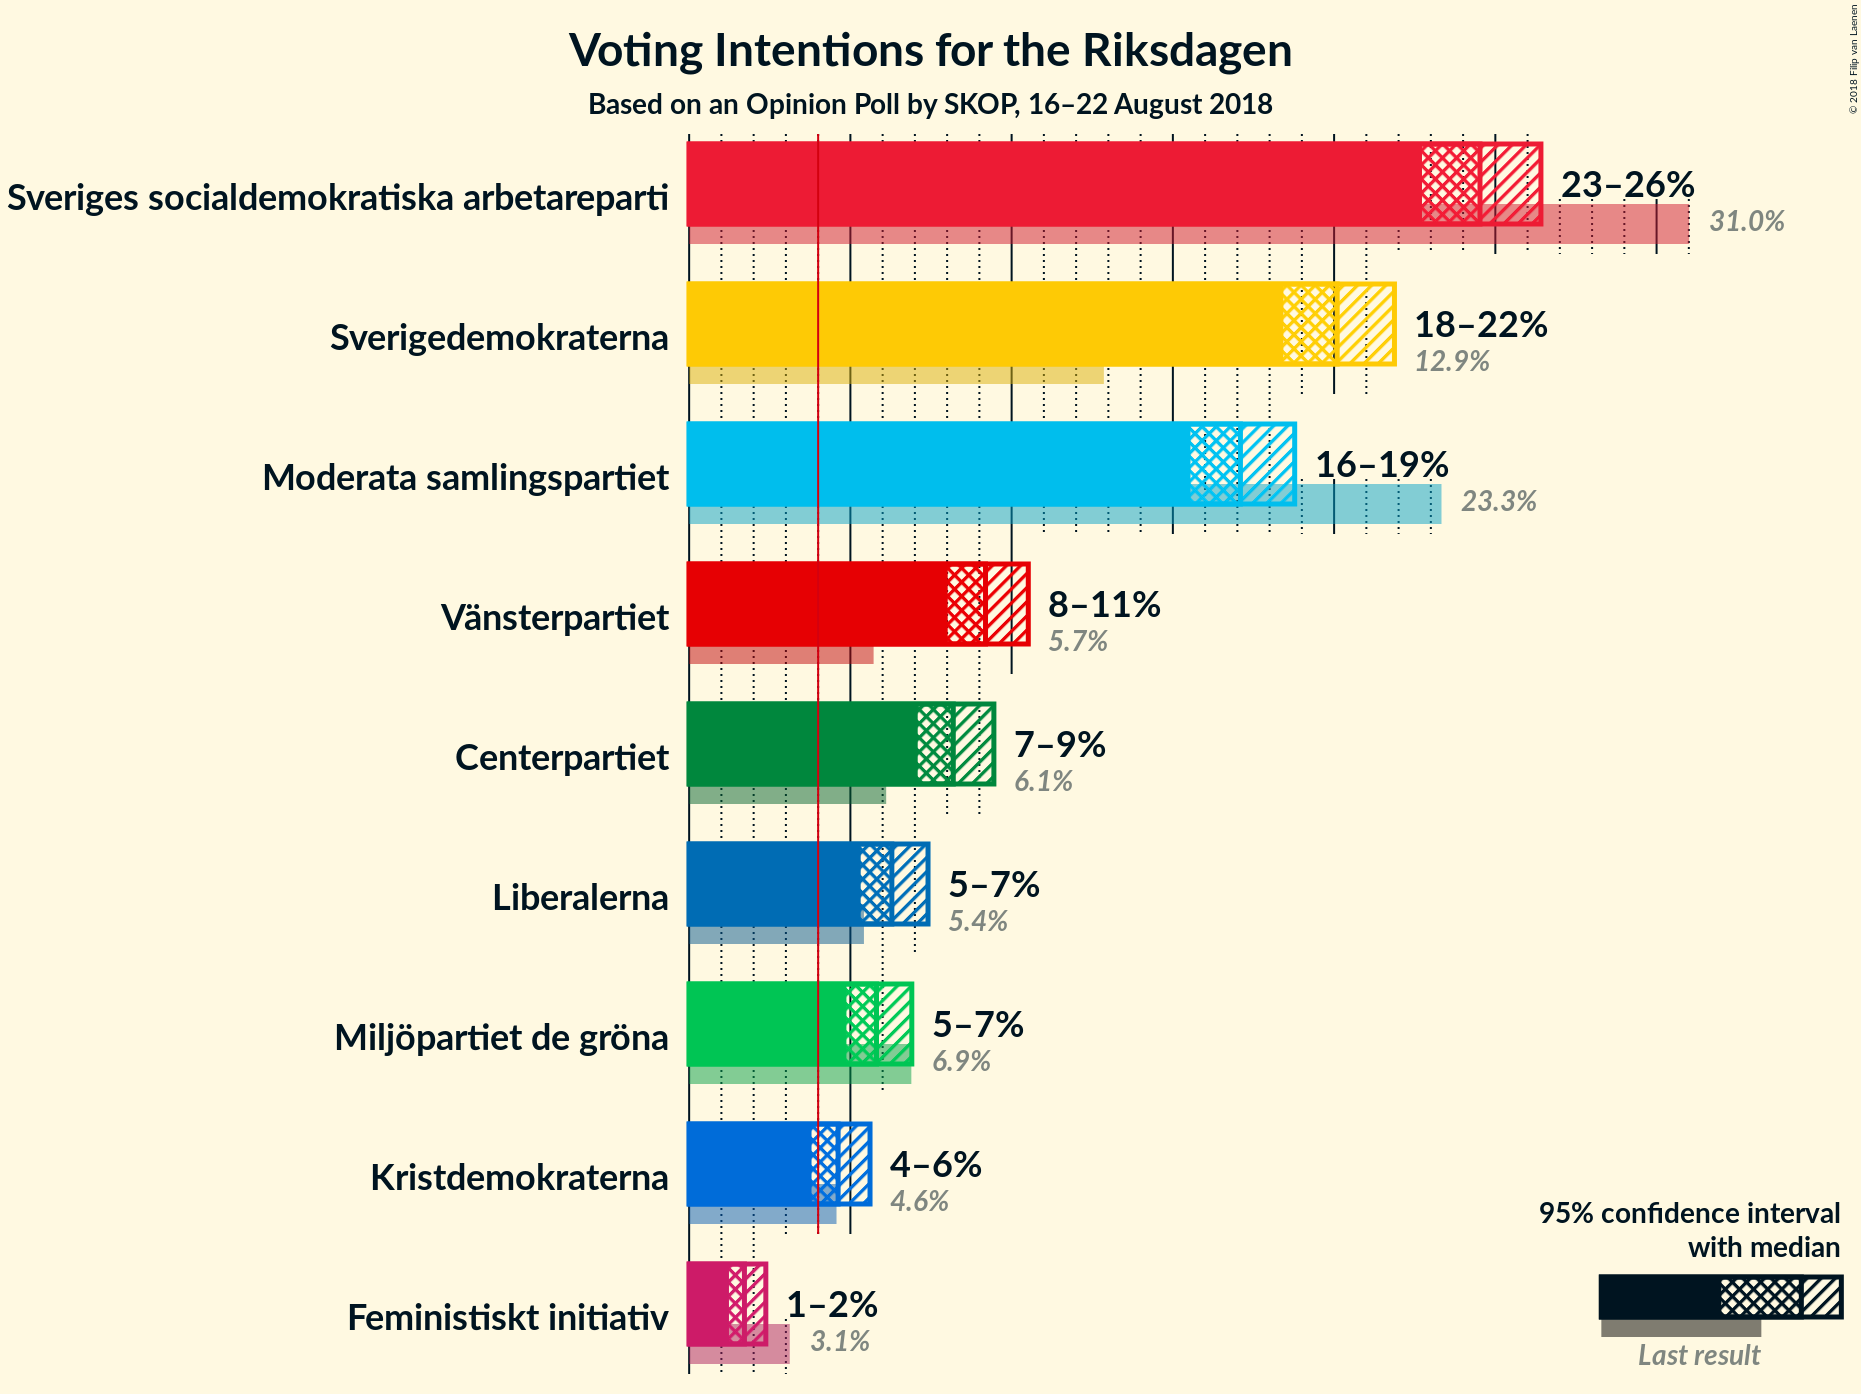 Voting Intentions for the Riksdagen
Based on an Opinion Poll by SKOP, 16–22 August 2018
© 2018 Filip van Laenen
Sveriges socialdemokratiska arbetareparti
23–26%
31.0%
Sverigedemokraterna
18–22%
12.9%
Moderata samlingspartiet
16–19%
23.3%
Vänsterpartiet
8–11%
5.7%
Centerpartiet
7–9%
6.1%
Liberalerna
5–7%
5.4%
Miljöpartiet de gröna
5–7%
6.9%
Kristdemokraterna
4–6%
4.6%
Feministiskt initiativ
1–2%
3.1%
95% confidence interval
with median
Last result